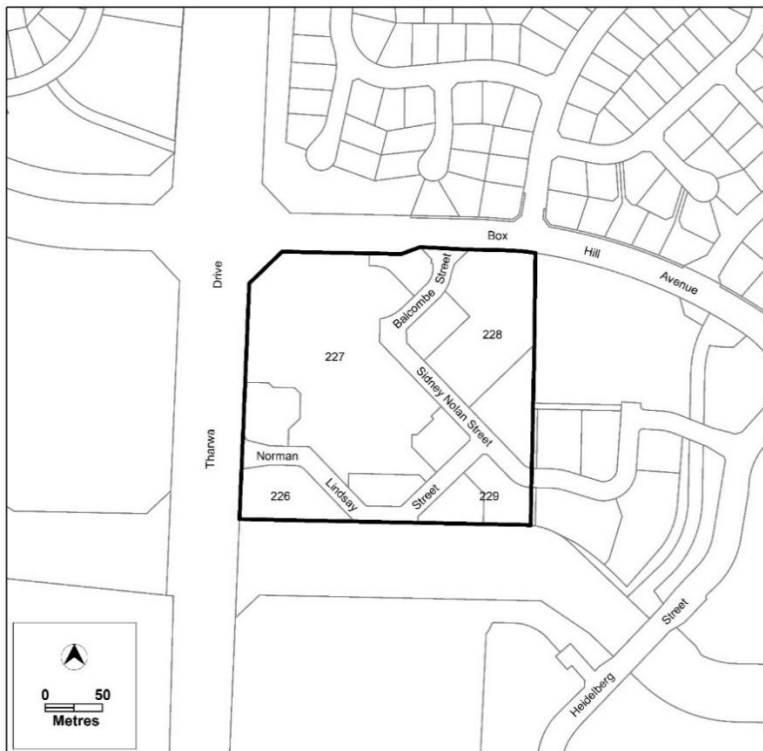 Box
Hill
Avenue
Drive
Balcombe
Street
228
227
Sidney Nolan Street
Tharwa
Norman
Lindsay
Street
226
229
Street
Heidelberg
0
50
Metres